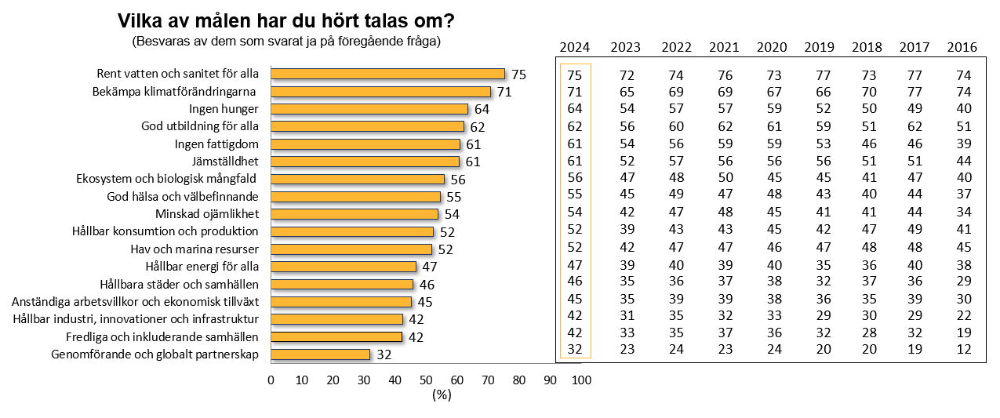 Vilka av målen har du hört talas om?
(Besvaras av dem som svarat ja på föregående fråga)
2024 2023 2022 2021 2020 2019 2018 2017 2016
Rent vatten och sanitet för alla 75 75 72 74 76 73 77 73 77 74
Bekämpa klimatförändringarna 71 71 65 69 69 67 66 70 77 74
Ingen hunger 64 64 54 57 57 59 52 50 49 40
God utbildning för alla 62 62 56 60 62 61 59 51 62 51
Ingen fattigdom 61 61 54 56 59 59 53 46 46 39
Jämställdhet 61 61 52 57 56 56 56 51 51 44
Ekosystem och biologisk mångfald 56 56 47 48 50 45 45 41 47 40
God hälsa och välbefinnande 55 55 45 49 47 48 43 40 44 37
Minskad ojämlikhet 54 54 42 47 48 45 41 41 44 34
Hållbar konsumtion och produktion 52 52 39 43 43 45 42 47 49 41
Hav och marina resurser 52 52 42 47 47 46 47 48 48 45
Hållbar energi för alla 47 47 39 40 39 40 35 36 40 38
Hållbara städer och samhällen 46 46 35 36 37 38 32 37 36 29
Anständiga arbetsvillkor och ekonomisk tillväxt 45 45 35 39 39 38 36 35 39 30
Hållbar industri, innovationer och infrastruktur 42 42 31 35 32 33 29 30 29 22
Fredliga och inkluderande samhällen 42 42 33 35 37 36 32 28 32 19
Genomförande och globalt partnerskap 32 32 23 24 23 24 20 20 19 12
0 10 20 30 40 50 60 70 80 90 100
(%)